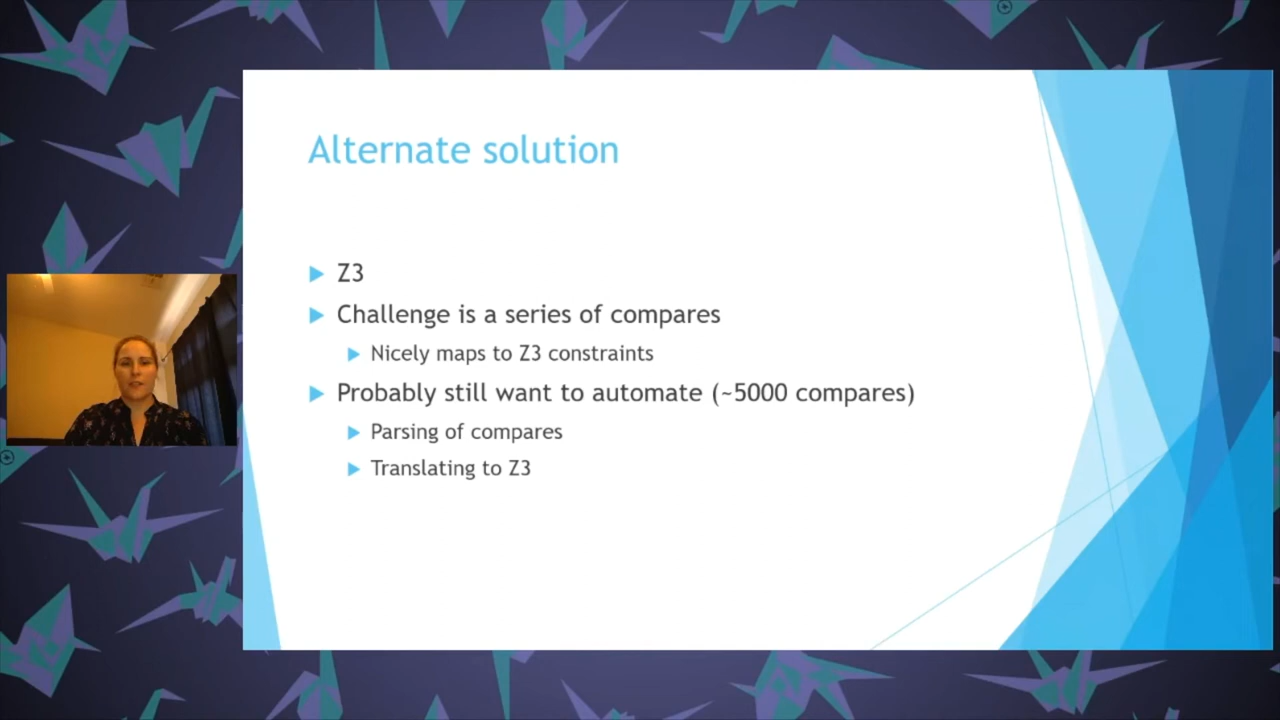 Alternate solution
Z3
Challenge is a series of compares
Nicely maps to Z3 constraints
Probably still want to automate (~5000 compares)
Parsing of compares
Translating to Z3